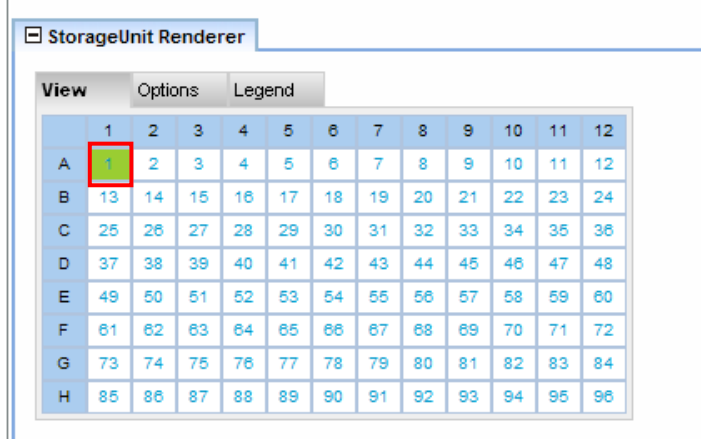 StorageUnit Renderer
View Options Legend
1 2 3 4 5 6 7 8 9 10 11 12
A 1 2 3 4 5 6 7 8 9 10 11 12
B 13 14 15 16 17 18 19 20 21 22 23 24
C 25 26 27 28 29 30 31 32 33 34 35 36
D 37 38 39 40 41 42 43 44 45 46 47 48
E 49 50 51 52 53 54 55 56 57 58 59 60
F 61 62 63 64 65 66 67 68 69 70 71 72
G 73 74 75 76 77 78 79 80 81 82 83 84
H 85 86 87 88 89 90 91 92 93 94 95 96